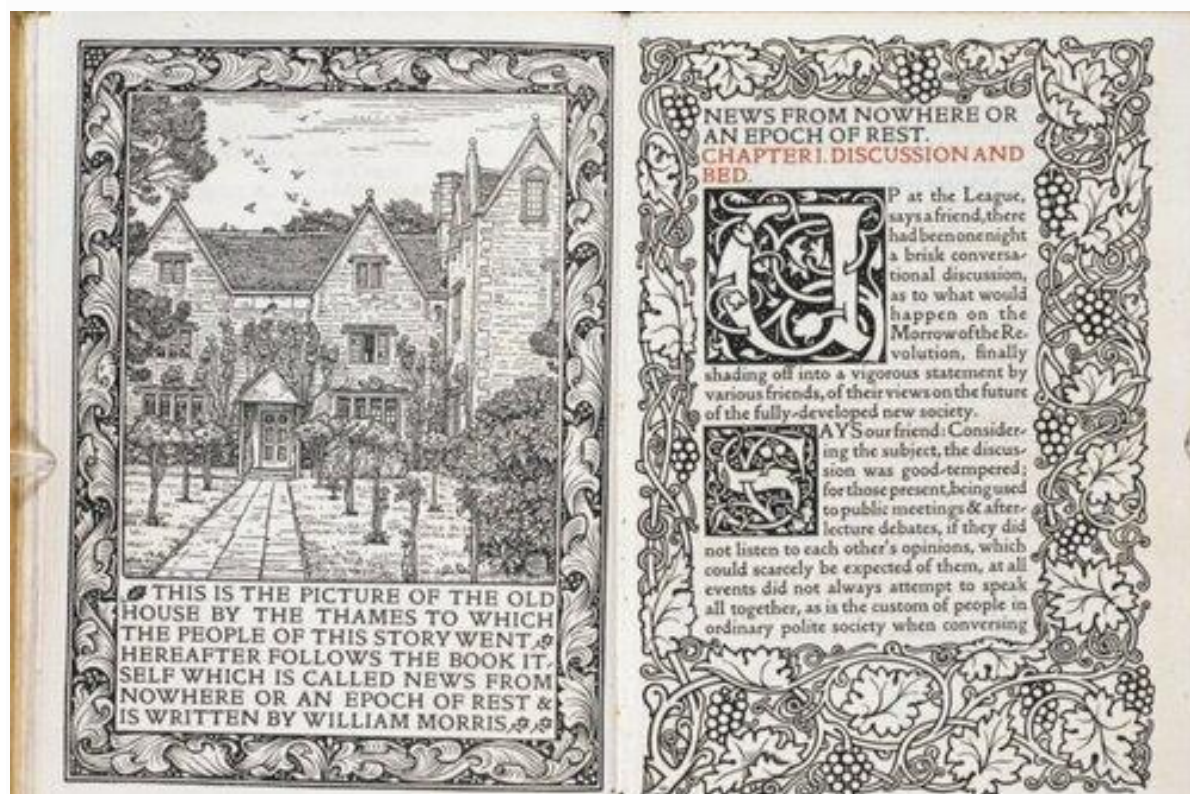 THIS IS THE PICTURE OF THE OLD
HOUSE BY THE THAMES TO WHICH
THE PEOPLE OF THIS STORY WENT
HEREAFTER FOLLOWS THE BOOK IT-
SELF WHICH IS CALLED NEWS FROM
NOWHERE OR AN EPOCH OF REST &
IS WRITTEN BY WILLIAM MORRIS
NEWS FROM NOWHERE OR
AN EPOCH OF REST.
CHAPTER I. DISCUSSION AND
BED.
UP at the League,
says a friend, there
had been one night
a brisk conversa-
tional discussion,
as to what would
happen on the
Morrow of the Re-
volution, finally
shading off into a vigorous statement by
various friends, of their views on the future
of the fully-developed new society.
SAYS our friend: Consider-
ing the subject, the discus-
sion was good-tempered;
for those present, being used
to public meetings & after-
lecture debates, if they did
not listen to each other's opinions, which
could scarcely be expected of them, at all
events did not always attempt to speak
all together, as is the custom of people in
ordinary polite society when conversing